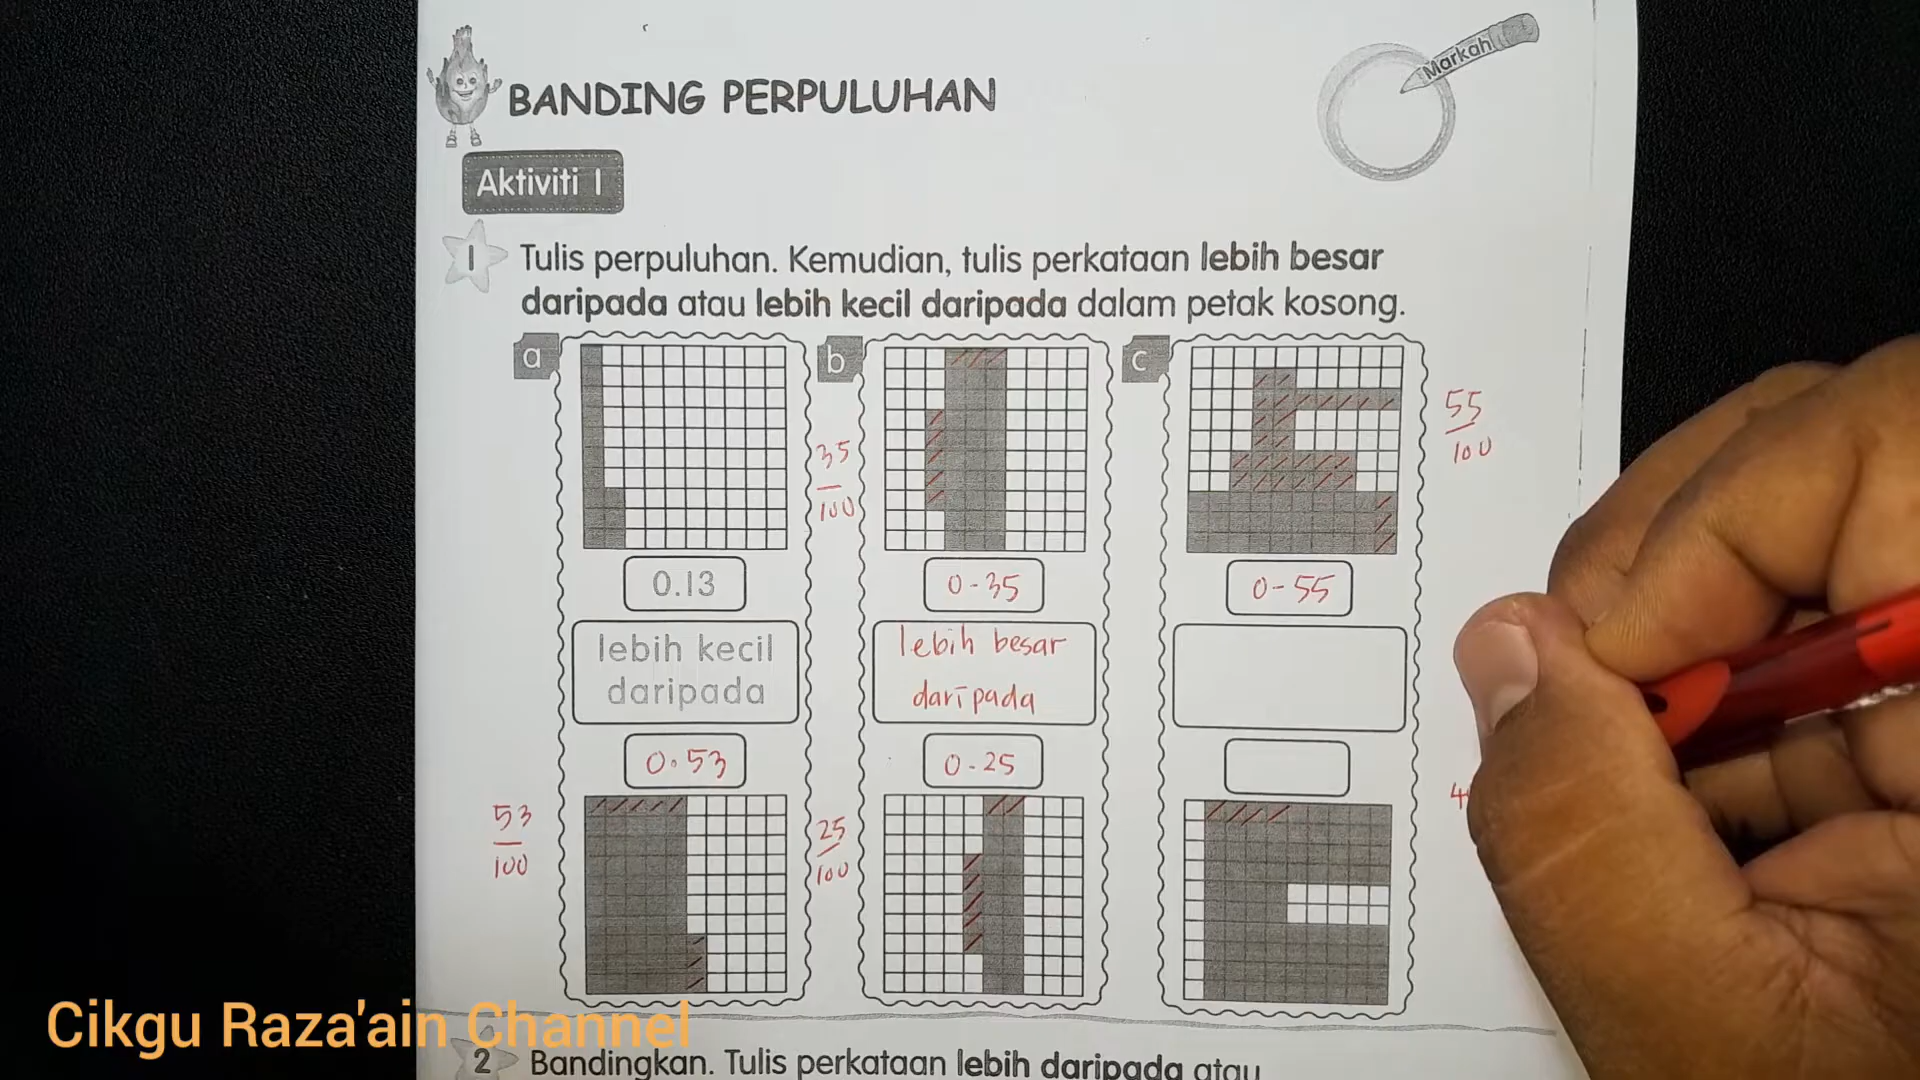 Markah
BANDING PERPULUHAN
Aktiviti 1
1 Tulis perpuluhan. Kemudian, tulis perkataan lebih besar
daripada atau lebih kecil daripada dalam petak kosong.
a
0.13
lebih kecil
daripada
0.53
53
100
b
35
100
0-35
lebih besar
daripada
0-25
25
100
c
55
100
0-55
4
Cikgu Raza'ain Channel
2 Bandingkan. Tulis perkataan lebih daripada atau